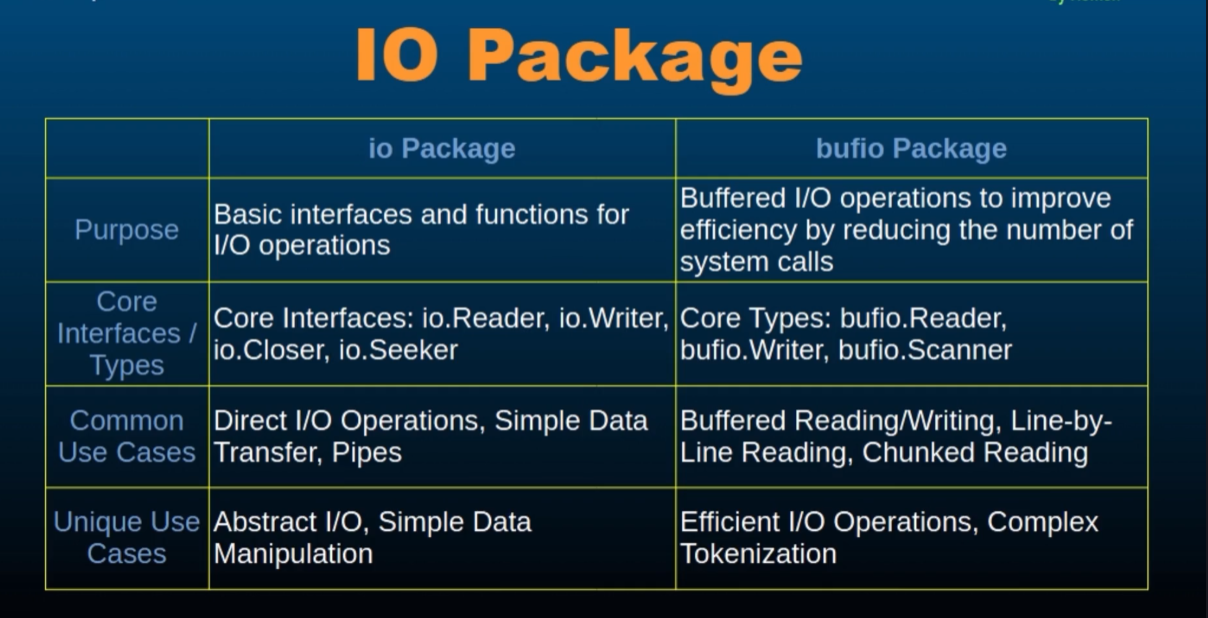 IO Package
io Package
bufio Package
Purpose
Basic interfaces and functions for
I/O operations
Buffered I/O operations to improve
efficiency by reducing the number of
system calls
Core
Interfaces /
Types
Core Interfaces: io.Reader, io.Writer,
io.Closer, io.Seeker
Core Types: bufio.Reader,
bufio.Writer, bufio.Scanner
Common
Use Cases
Direct I/O Operations, Simple Data
Transfer, Pipes
Buffered Reading/Writing, Line-by-
Line Reading, Chunked Reading
Unique Use
Cases
Abstract I/O, Simple Data
Manipulation
Efficient I/O Operations, Complex
Tokenization